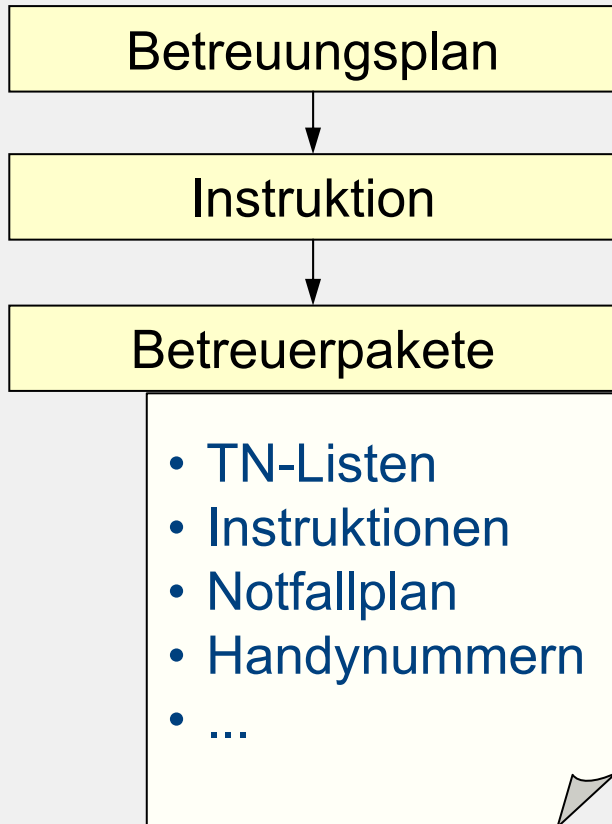 Betreuungsplan
Instruktion
Betreuerpakete
• TN-Listen
• Instruktionen
• Notfallplan
• Handynummern
• ...